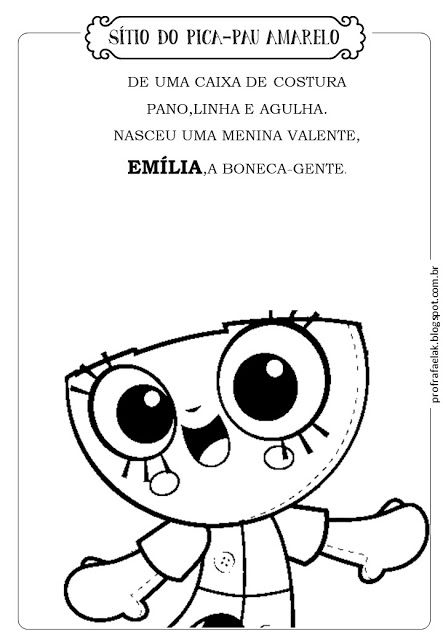 SÍTIO DO PICA-PAU AMARELO
DE UMA CAIXA DE COSTURA
PANO,LINHA E AGULHA.
NASCEU UMA MENINA VALENTE,
EMÍLIA,A BONECA-GENTE.
profrafaelak.blogspot.com.br